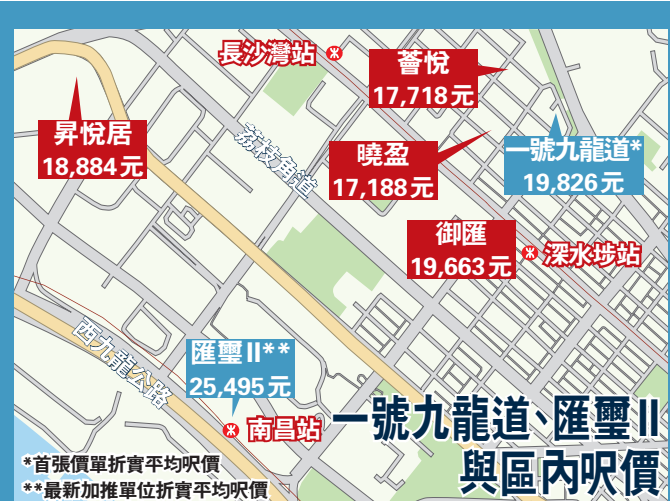 長沙灣站
薈悅
17,718元
昇悅居
18,884元
荔枝角道
曉盈
17,188元
一號九龍道*
19,826元
御匯
19,663元
深水埗站
西九龍公路
匯璽II**
25,495元
南昌站
一號九龍道、匯璽II
與區內呎價
*首張價單折實平均呎價
**最新加推單位折實平均呎價